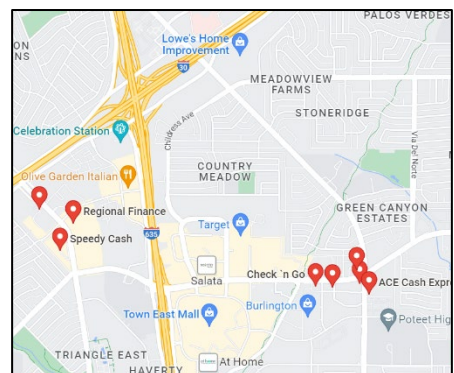 PALOS VERDES
ON
NS
Lowe's Home
Improvement
30
MEADOWVIEW
FARMS
STONERIDGE
Childress Ave
Via Del Norte
Celebration Station
COUNTRY
MEADOW
Olive Garden Italian
GREEN CANYON
ESTATES
Regional Finance
Target
635
Speedy Cash
Salata
Check 'n Go
ACE Cash Expr
Town East Mall
Burlington
Poteet Hig
TRIANGLE EAST
At Home
HAVERTY